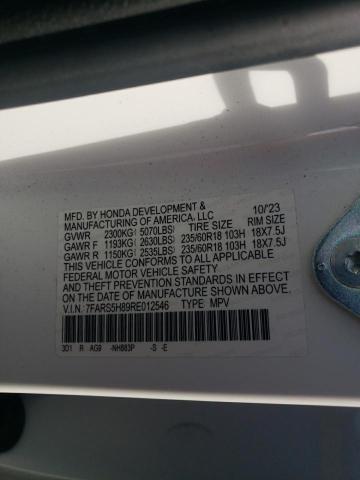 MFD. BY HONDA DEVELOPMENT & 10/'23
MANUFACTURING OF AMERICA, LLC
GVWR 2300KG( 5070LBS) TIRE SIZE RIM SIZE
GAWR F 1193KG( 2630LBS) 235/60R18 103H 18X7.5J
GAWR R 1150KG( 2535LBS) 235/60R18 103H 18X7.5J
THIS VEHICLE CONFORMS TO ALL APPLICABLE
FEDERAL MOTOR VEHICLE SAFETY
AND THEFT PREVENTION STANDARDS IN EFFECT
ON THE DATE OF MANUFACTURE SHOWN ABOVE.
V.I.N. 7FARS5H89RE012546 TYPE MPV
3D1 R AG9 -NH883P -S -E